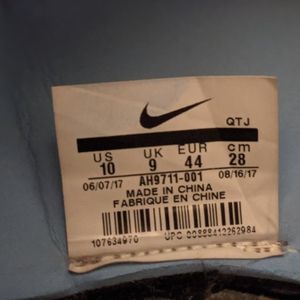 QTJ
US UK EUR cm
10 9 44 28
06/07/17 AH9711-001 08/16/17
MADE IN CHINA
FABRIQUE EN CHINE
107634970 UPC 00888412262984